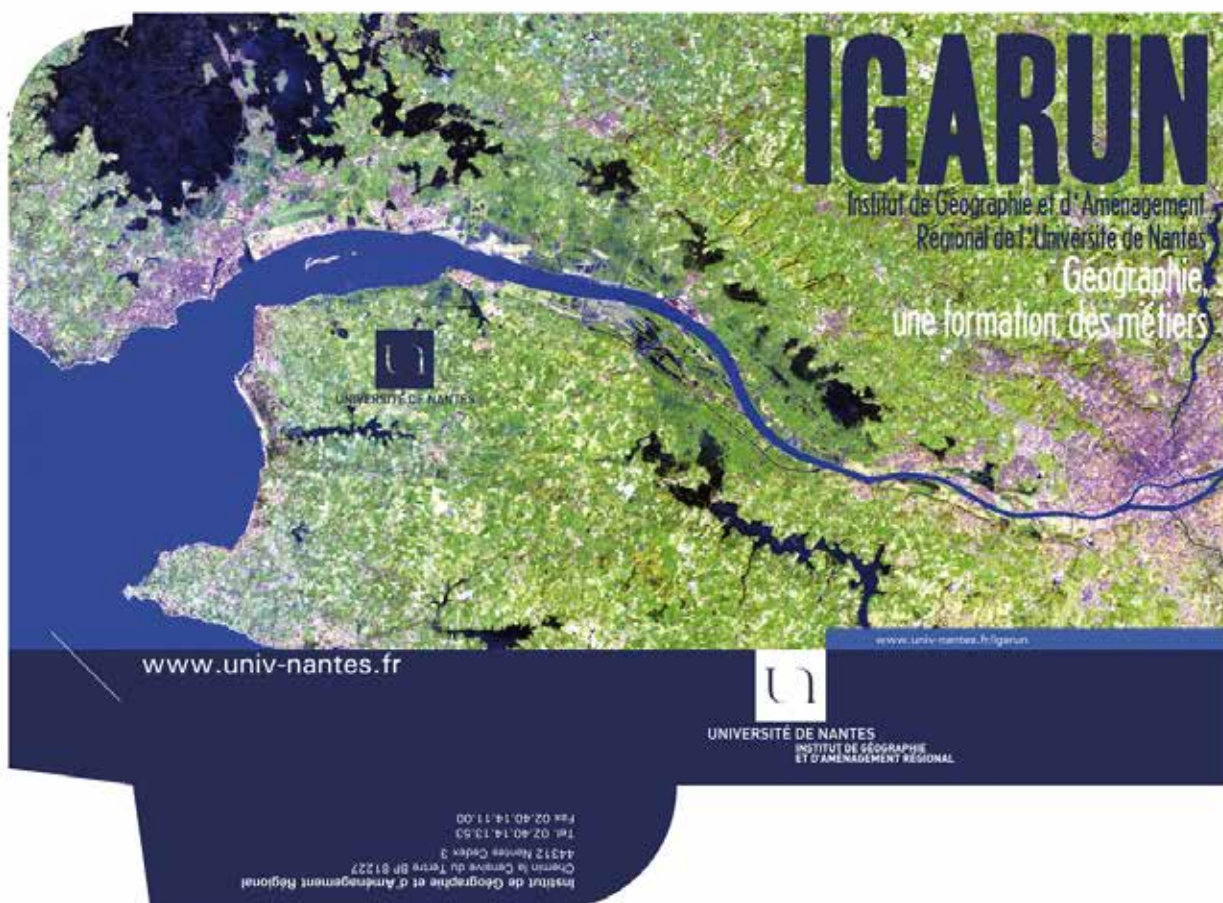 IGARUN
Institut de Géographie et d'Aménagement
Régional de l'Université de Nantes
Géographie,
une formation, des métiers
UNIVERSITÉ DE NANTES
www.univ-nantes.fr/igarun
www.univ-nantes.fr
UNIVERSITÉ DE NANTES
INSTITUT DE GÉOGRAPHIE
ET D'AMÉNAGEMENT RÉGIONAL
Institut de Géographie et d'Aménagement Régional
Chemin la Censive du Tertre BP 81227
44312 Nantes Cedex 3
Tel. 02.40.14.13.53
Fax 02.40.14.11.00